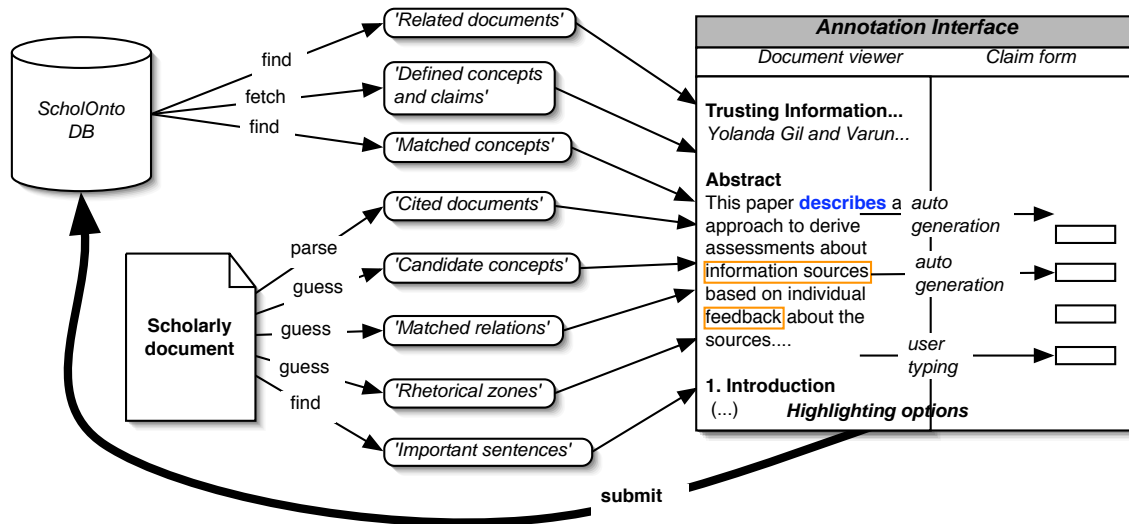 'Related documents'
find
ScholOnto
DB
fetch
'Defined concepts
and claims'
find
'Matched concepts'
'Cited documents'
parse
'Candidate concepts'
guess
Scholarly
document
guess
'Matched relations'
guess
'Rhetorical zones'
find
'Important sentences'
Annotation Interface
Document viewer
Claim form
Trusting Information...
Yolanda Gil and Varun...
Abstract
This paper describes a
approach to derive
assessments about
information sources
based on individual
feedback about the
sources....
1. Introduction
(...)
Highlighting options
auto
generation
auto
generation
user
typing
submit